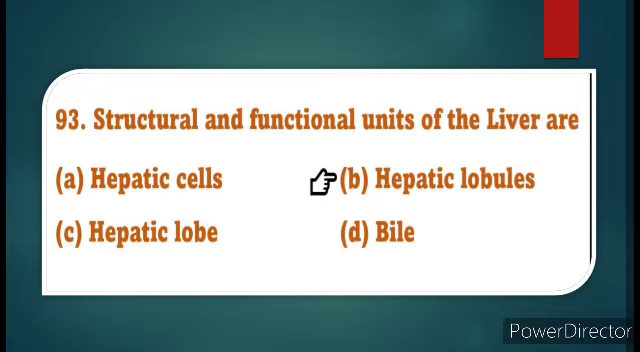 93. Structural and functional units of the Liver are
(a) Hepatic cells (b) Hepatic lobules
(c) Hepatic lobe (d) Bile
PowerDirector